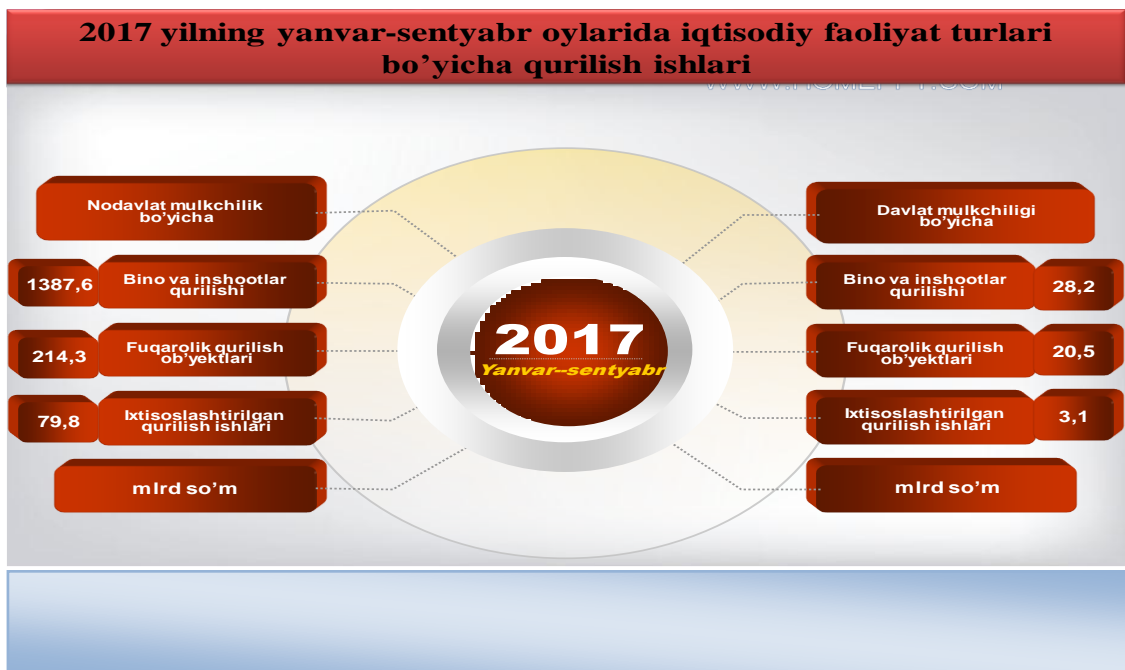 2017 yilning yanvar-sentyabr oylarida iqtisodiy faoliyat turlari
bo’yicha qurilish ishlari
Nodavlat mulkchilik
bo’yicha
1387,6
Bino va inshootlar
qurilishi
214,3
Fuqarolik qurilish
ob’yektlari
79,8
Ixtisoslashtirilgan
qurilish ishlari
mlrd so’m
2017
Yanvar--sentyabr
Davlat mulkchiligi
bo’yicha
Bino va inshootlar
qurilishi
28,2
Fuqarolik qurilish
ob’yektlari
20,5
Ixtisoslashtirilgan
qurilish ishlari
3,1
mlrd so’m